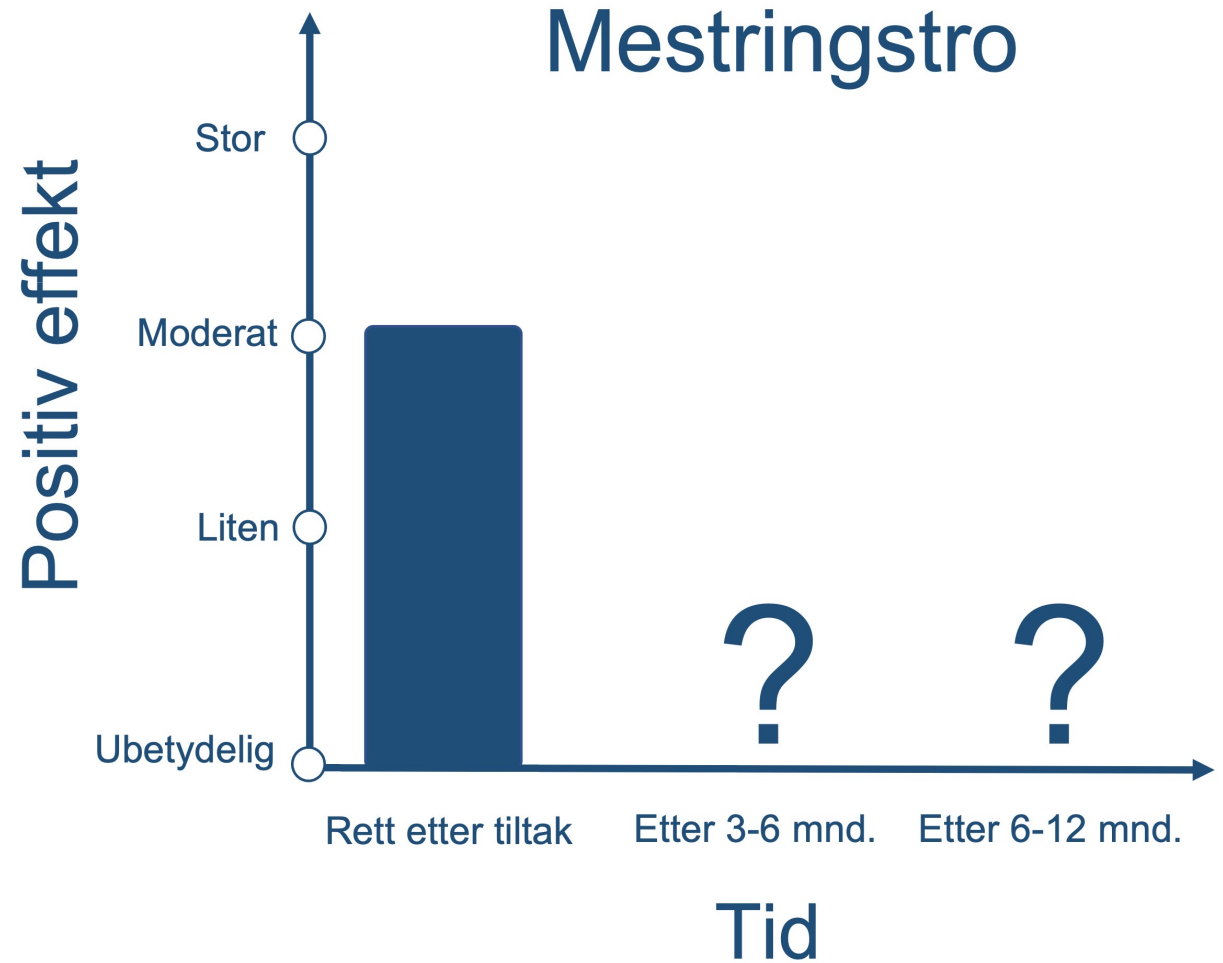 Mestringstro
Positiv effekt
Stor
Moderat
Liten
Ubetydelig
? ?
Rett etter tiltak Etter 3-6 mnd. Etter 6-12 mnd.
Tid